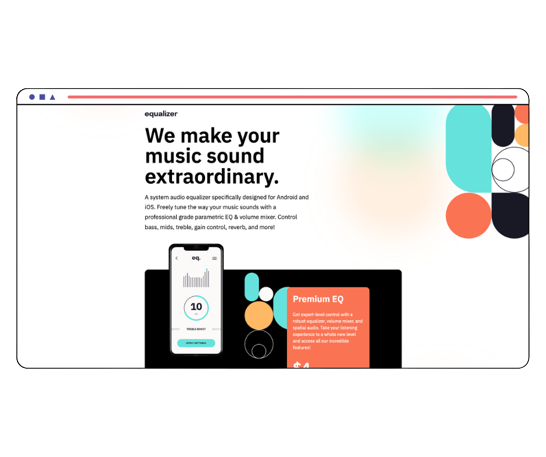 equalizer
We make your
music sound
extraordinary.
A system audio equalizer specifically designed for Android and
iOS. Freely tune the way your music sounds with a
professional grade parametric EQ & volume mixer. Control
bass, mids, treble, gain control, reverb, and more!
eq.
10
TREBLE BOOST
Premium EQ
Get expert-level control with a
robust equalizer, volume mixer, and
spatial audio. Take your listening
experience to a whole new level
and access all our incredible
features!
$4